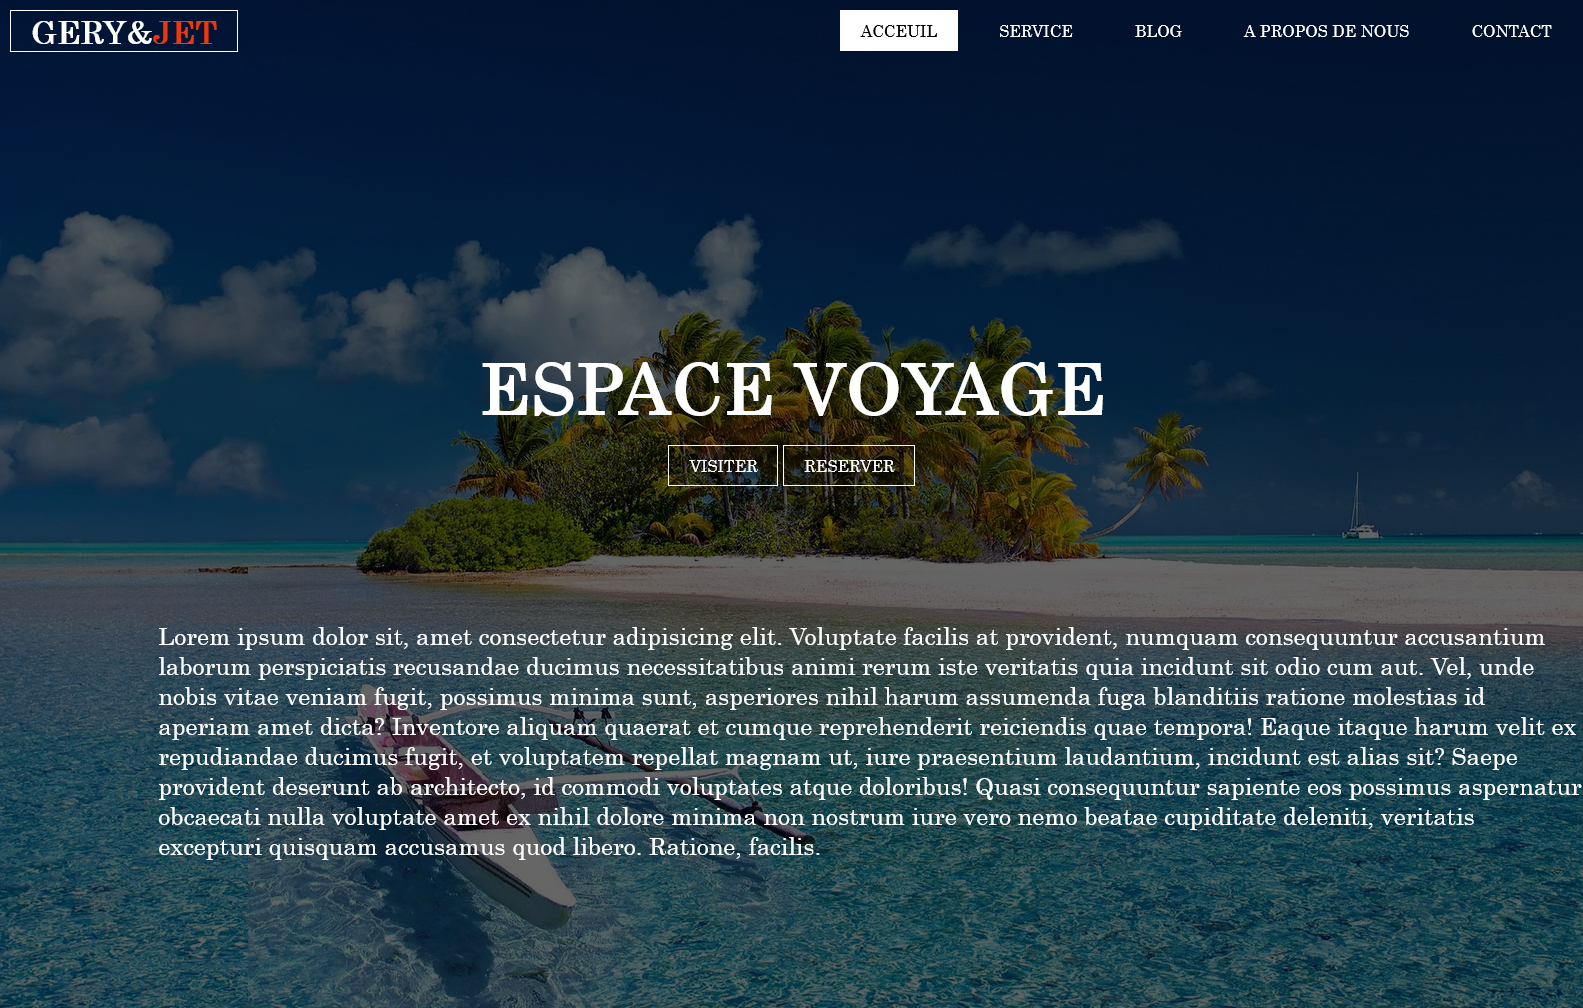 GERY&JET
ACCEUIL SERVICE BLOG A PROPOS DE NOUS CONTACT
ESPACE VOYAGE
VISITER RESERVER
Lorem ipsum dolor sit, amet consectetur adipisicing elit. Voluptate facilis at provident, numquam consequuntur accusantium
laborum perspiciatis recusandae ducimus necessitatibus animi rerum iste veritatis quia incidunt sit odio cum aut. Vel, unde
nobis vitae veniam fugit, possimus minima sunt, asperiores nihil harum assumenda fuga blanditiis ratione molestias id
aperiam amet dicta? Inventore aliquam quaerat et cumque reprehenderit reiciendis quae tempora! Eaque itaque harum velit ex
repudiandae ducimus fugit, et voluptatem repellat magnam ut, iure praesentium laudantium, incidunt est alias sit? Saepe
provident deserunt ab architecto, id commodi voluptates atque doloribus! Quasi consequuntur sapiente eos possimus aspernatur
obcaecati nulla voluptate amet ex nihil dolore minima non nostrum iure vero nemo beatae cupiditate deleniti, veritatis
excepturi quisquam accusamus quod libero. Ratione, facilis.